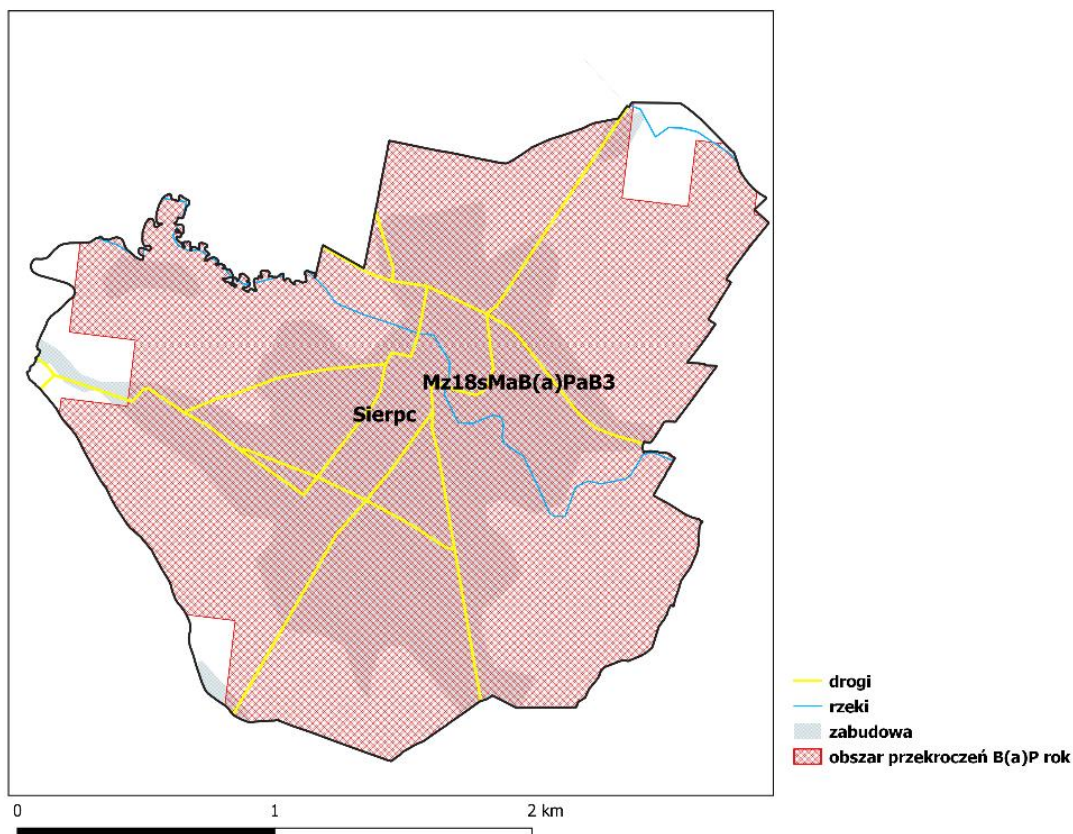 Mz18sMaB(a)PaB3
Sierpc
drogi
rzeki
zabudowa
obszar przekroczeń B(a)P rok
0 1 2 km